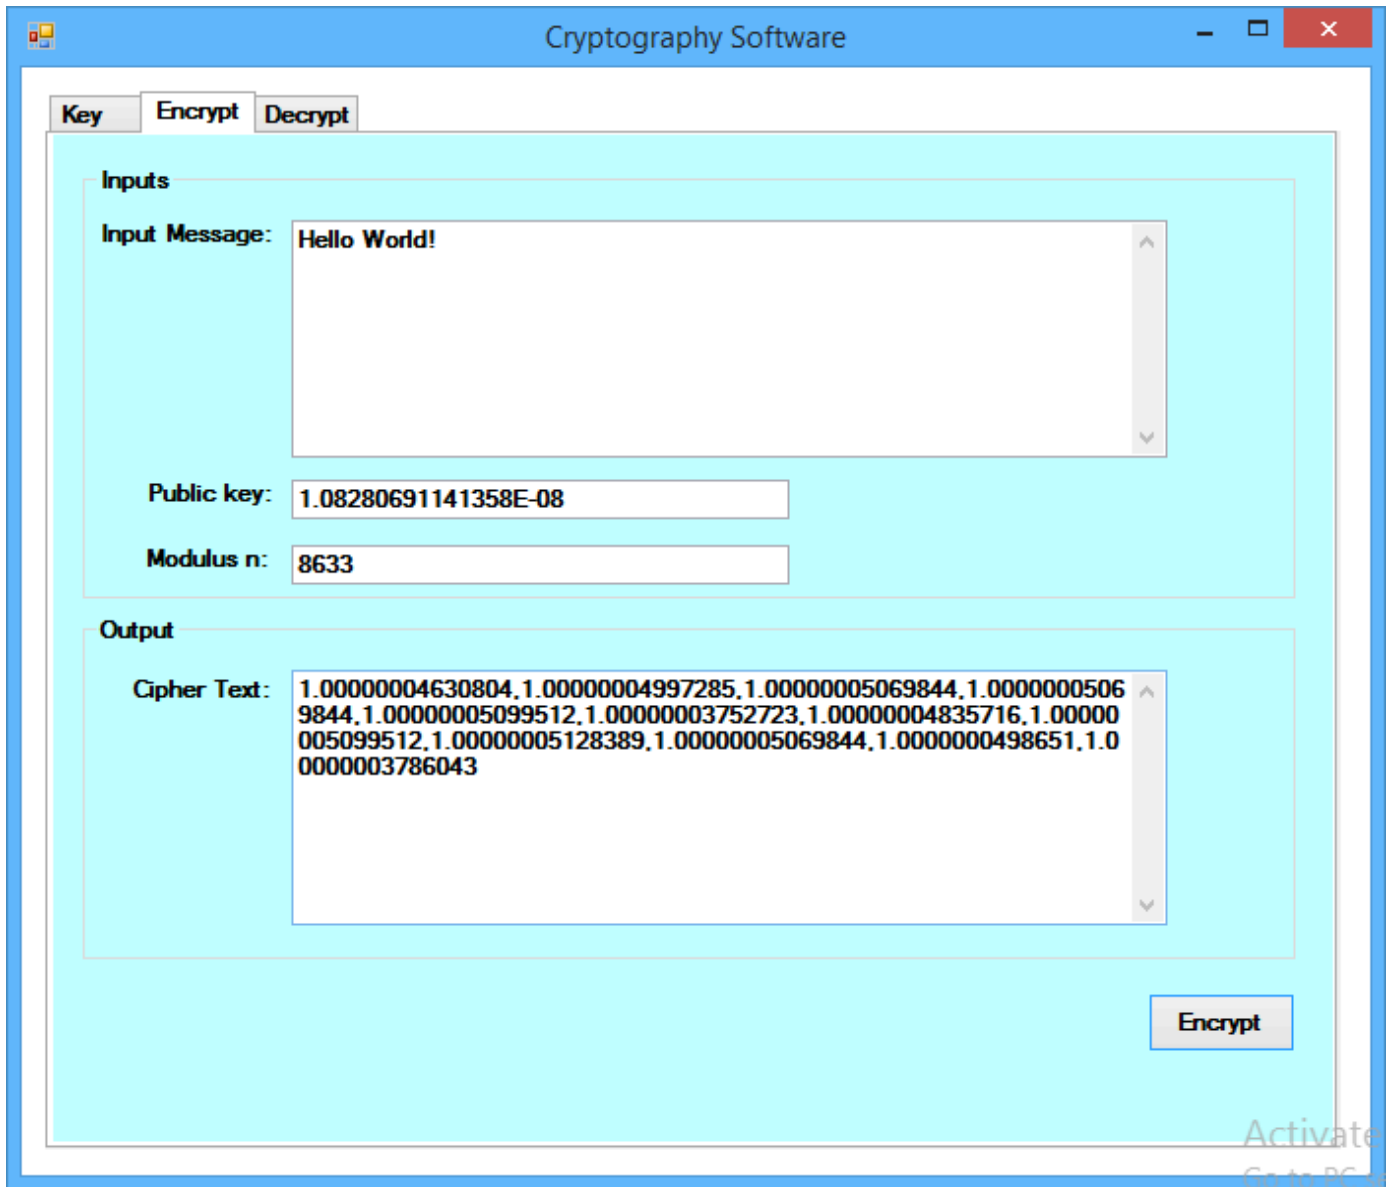 Cryptography Software
Key Encrypt Decrypt
Inputs
Input Message: Hello World!
Public key: 1.08280691141358E-08
Modulus n: 8633
Output
Cipher Text: 1.00000004630804,1.00000004997285,1.00000005069844,1.0000000506
9844,1.00000005099512,1.00000003752723,1.00000004835716,1.00000
005099512,1.00000005128389,1.00000005069844,1.0000000498651,1.0
0000003786043
Encrypt
Activate